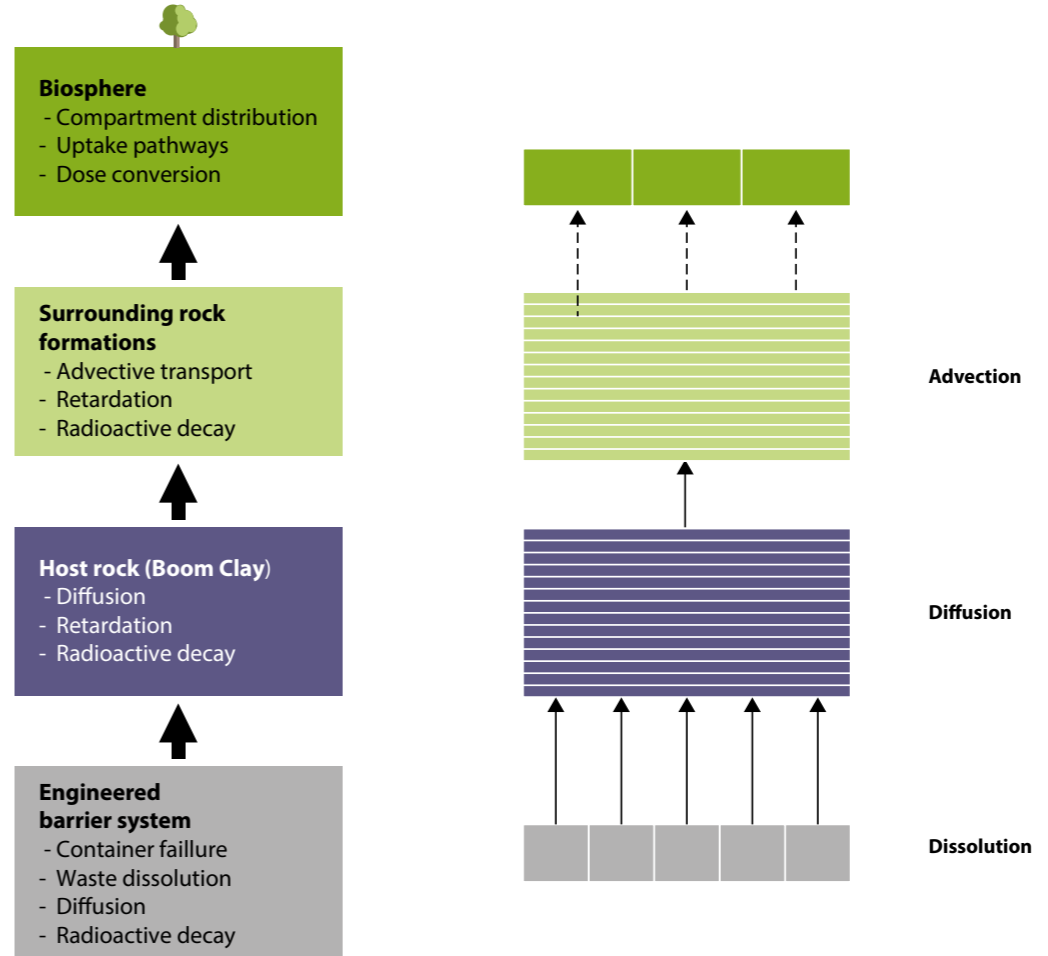 Biosphere
- Compartment distribution
- Uptake pathways
- Dose conversion
Surrounding rock
formations
- Advective transport
- Retardation
- Radioactive decay
Advection
Host rock (Boom Clay)
- Diffusion
- Retardation
- Radioactive decay
Diffusion
Engineered
barrier system
- Container faillure
- Waste dissolution
- Diffusion
- Radioactive decay
Dissolution